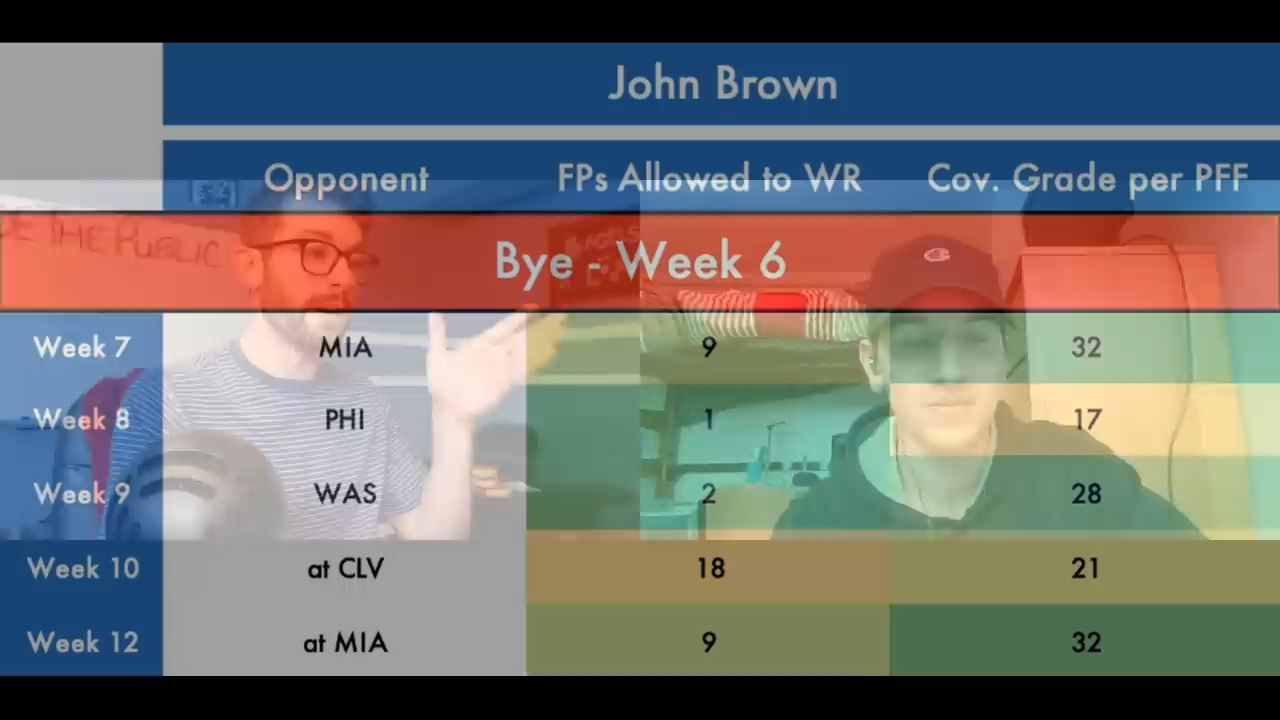 John Brown
Opponent FPs Allowed to WR Cov. Grade per PFF
THE PUBLIC
Bye - Week 6
Week 7 MIA 9 32
Week 8 PHI 1 17
Week 9 WAS 2 28
Week 10 at CLV 18 21
Week 12 at MIA 9 32